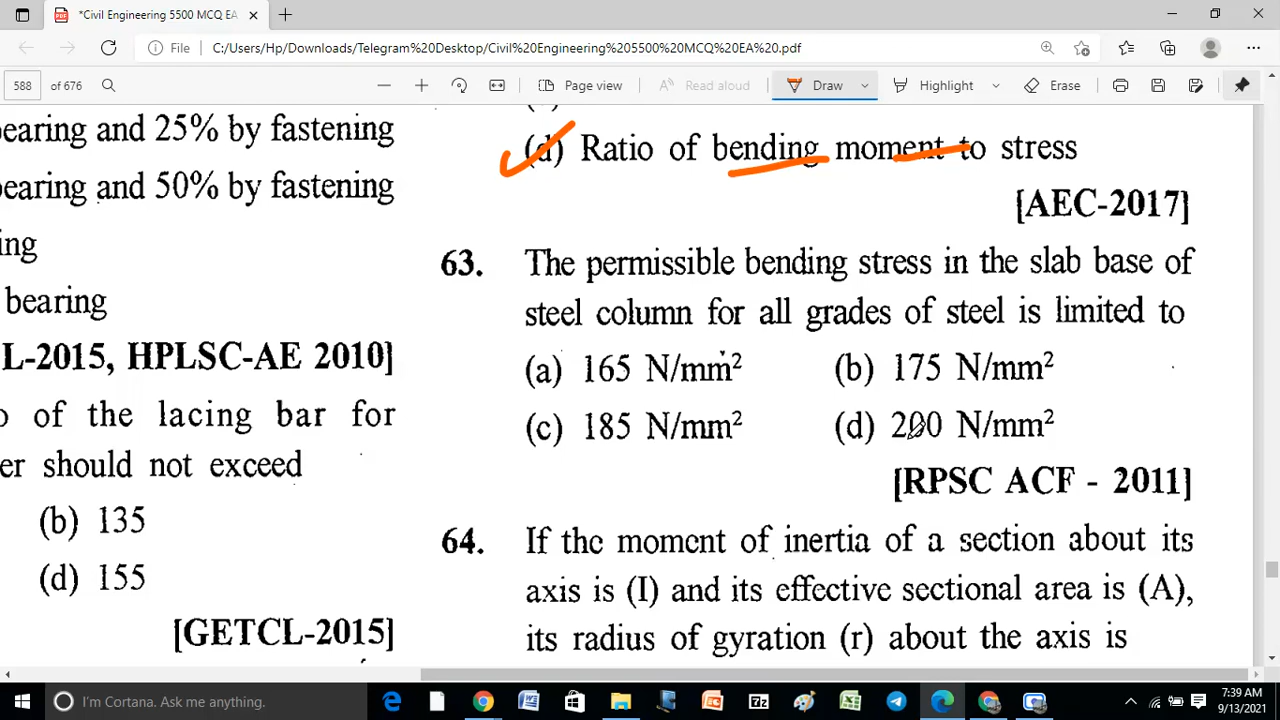 *Civil Engineering 5500 MCQ EA
File C:/Users/Hp/Downloads/Telegram%20Desktop/Civil%20Engineering%205500%20MCQ%20EA%20.pdf
588 of 676 Page view Read aloud Draw Highlight Erase
bearing and 25% by fastening
bearing and 50% by fastening
ing
bearing
L-2015, HPLSC-AE 2010]
o of the lacing bar for
er should not exceed
(b) 135
(d) 155
[GETCL-2015]
(d) Ratio of bending moment to stress
[AEC-2017]
63. The permissible bending stress in the slab base of
steel column for all grades of steel is limited to
(a) 165 N/mm² (b) 175 N/mm²
(c) 185 N/mm² (d) 200 N/mm²
[RPSC ACF - 2011]
64. If the moment of inertia of a section about its
axis is (I) and its effective sectional area is (A),
its radius of gyration (r) about the axis is
I'm Cortana. Ask me anything.
7:39 AM
9/13/2021